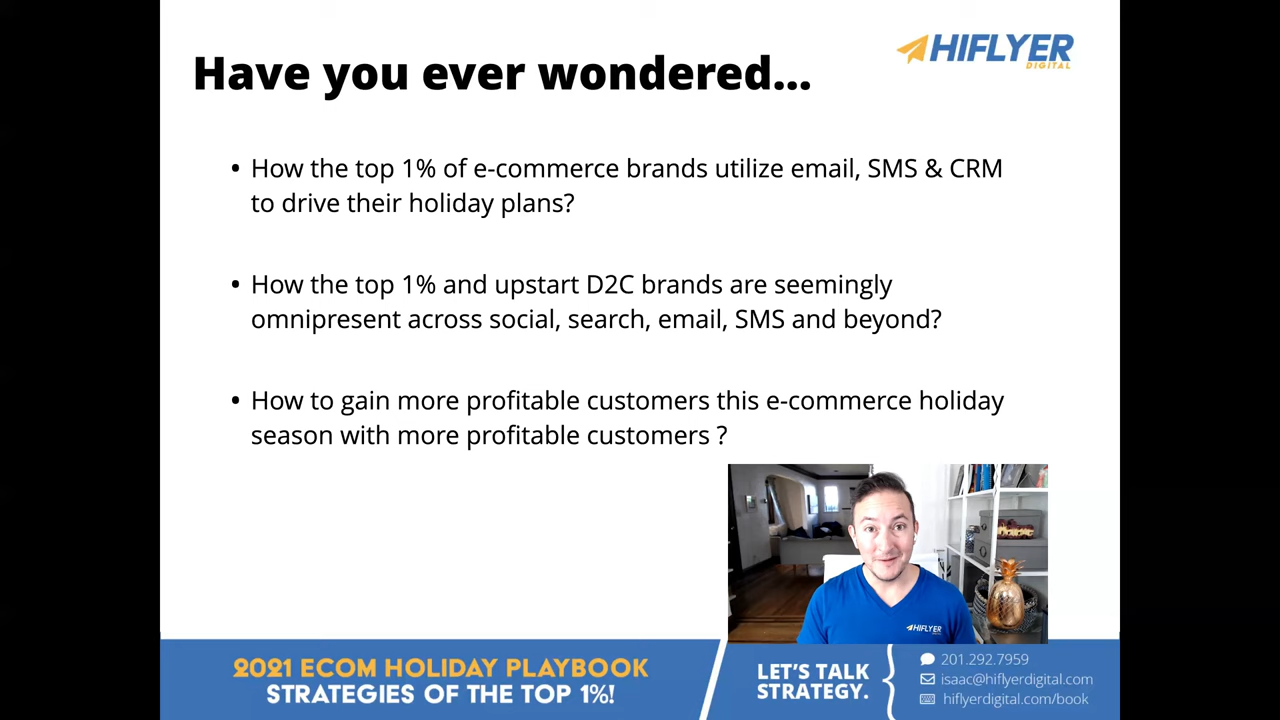 HIFLYER
DIGITAL
Have you ever wondered...
• How the top 1% of e-commerce brands utilize email, SMS & CRM
to drive their holiday plans?
• How the top 1% and upstart D2C brands are seemingly
omnipresent across social, search, email, SMS and beyond?
• How to gain more profitable customers this e-commerce holiday
season with more profitable customers ?
HIFLYER
2021 ECOM HOLIDAY PLAYBOOK
STRATEGIES OF THE TOP 1%!
LET'S TALK
STRATEGY.
201.292.7959
isaac@hiflyerdigital.com
hiflyerdigital.com/book